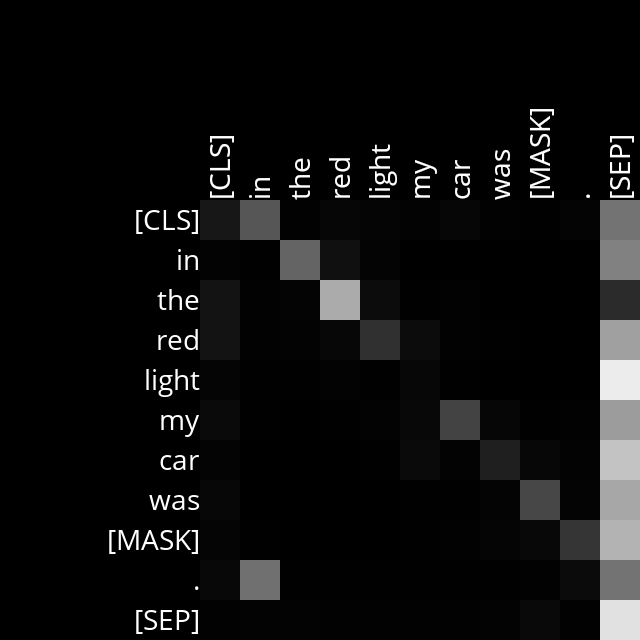 [CLS] in the red light my car was [MASK] . [SEP]
[CLS]
in
the
red
light
my
car
was
[MASK]
.
[SEP]